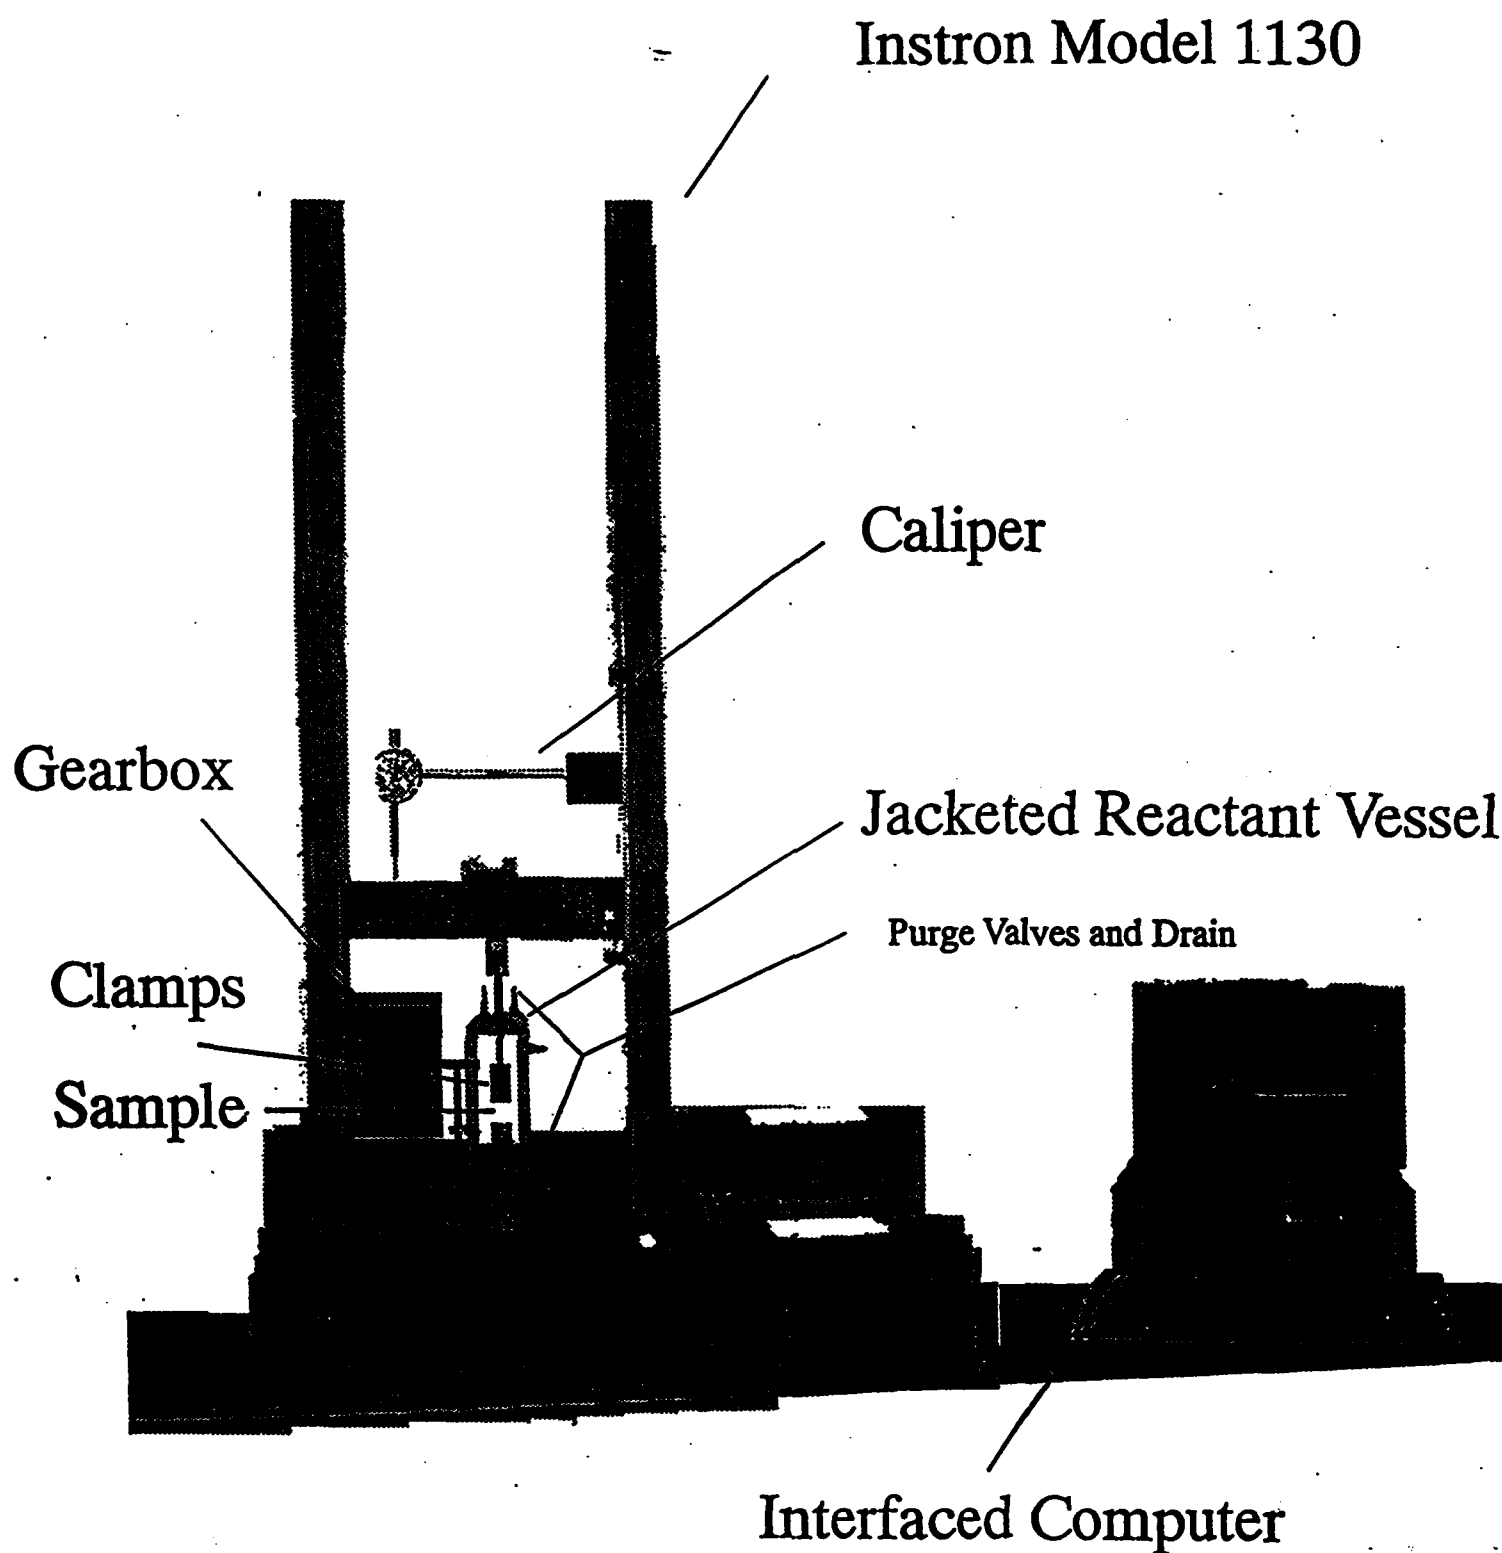 Instron Model 1130
Caliper
Gearbox
Jacketed Reactant Vessel
Purge Valves and Drain
Clamps
Sample
Interfaced Computer